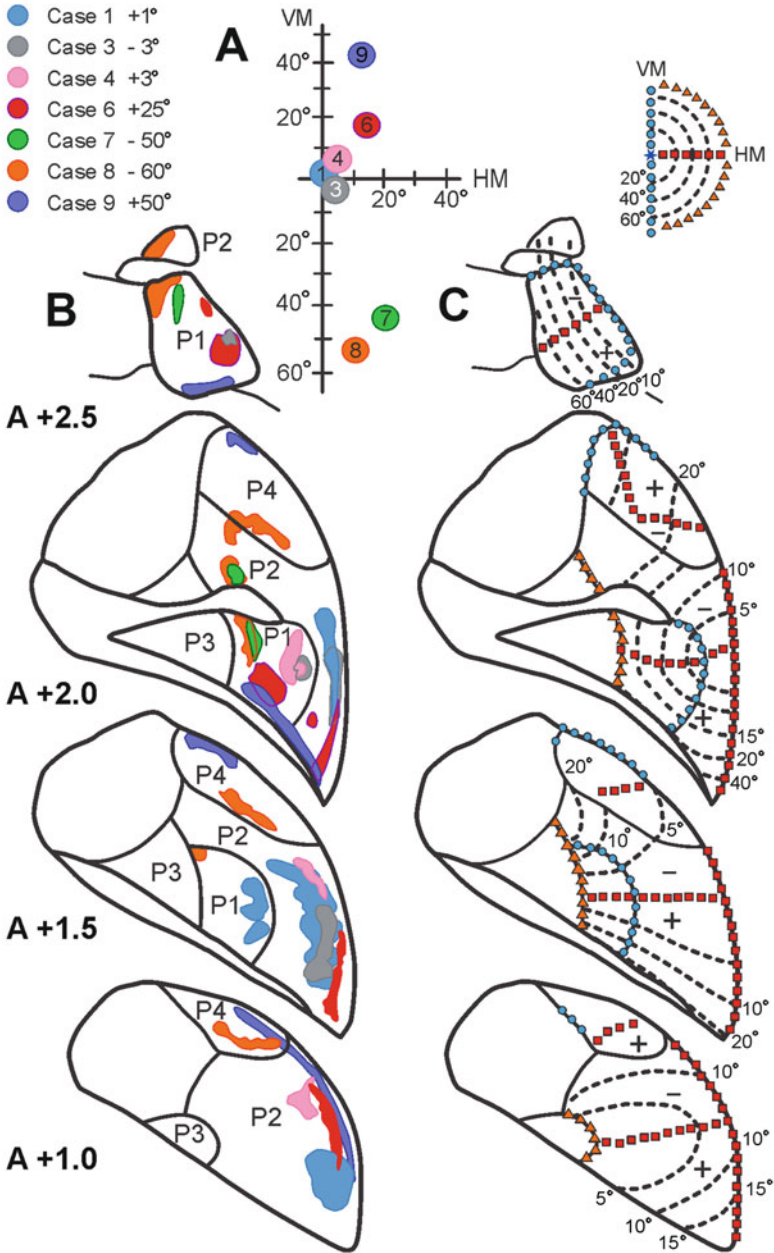 Case 1 +1°
Case 3 - 3°
Case 4 +3°
Case 6 +25°
Case 7 - 50°
Case 8 - 60°
Case 9 +50°
A
VM
40°
20°
20°
40°
60°
20°
40°
HM
9
6
4
1
3
7
8
VM
HM
20°
40°
60°
B
P2
P1
C
-
+
60° 40° 20° 10°
A +2.5
P4
P2
P1
P3
20°
+
-
10°
5°
-
+
15°
20°
40°
A +2.0
P4
P2
P3
P1
20°
10°
5°
-
+
10°
20°
A +1.5
P4
P2
P3
+
10°
-
10°
+
15°
5°
10°
15°
A +1.0